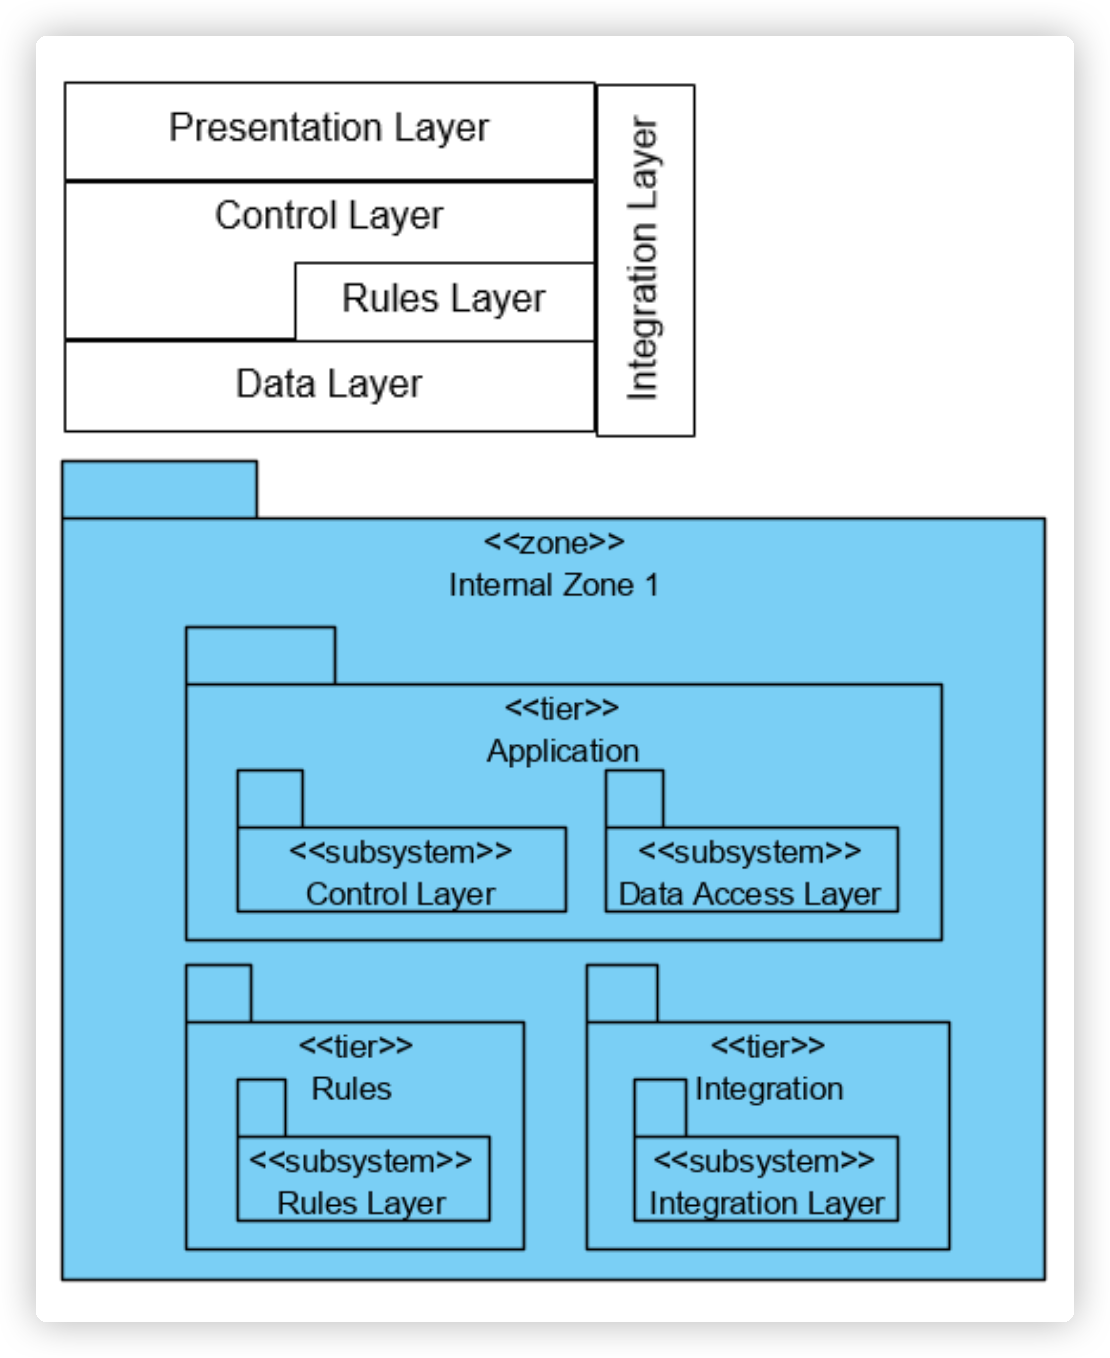 Presentation Layer
Control Layer
Rules Layer
Data Layer
Integration Layer
<<zone>>
Internal Zone 1
<<tier>>
Application
<<subsystem>>
Control Layer
<<subsystem>>
Data Access Layer
<<tier>>
Rules
<<subsystem>>
Rules Layer
<<tier>>
Integration
<<subsystem>>
Integration Layer